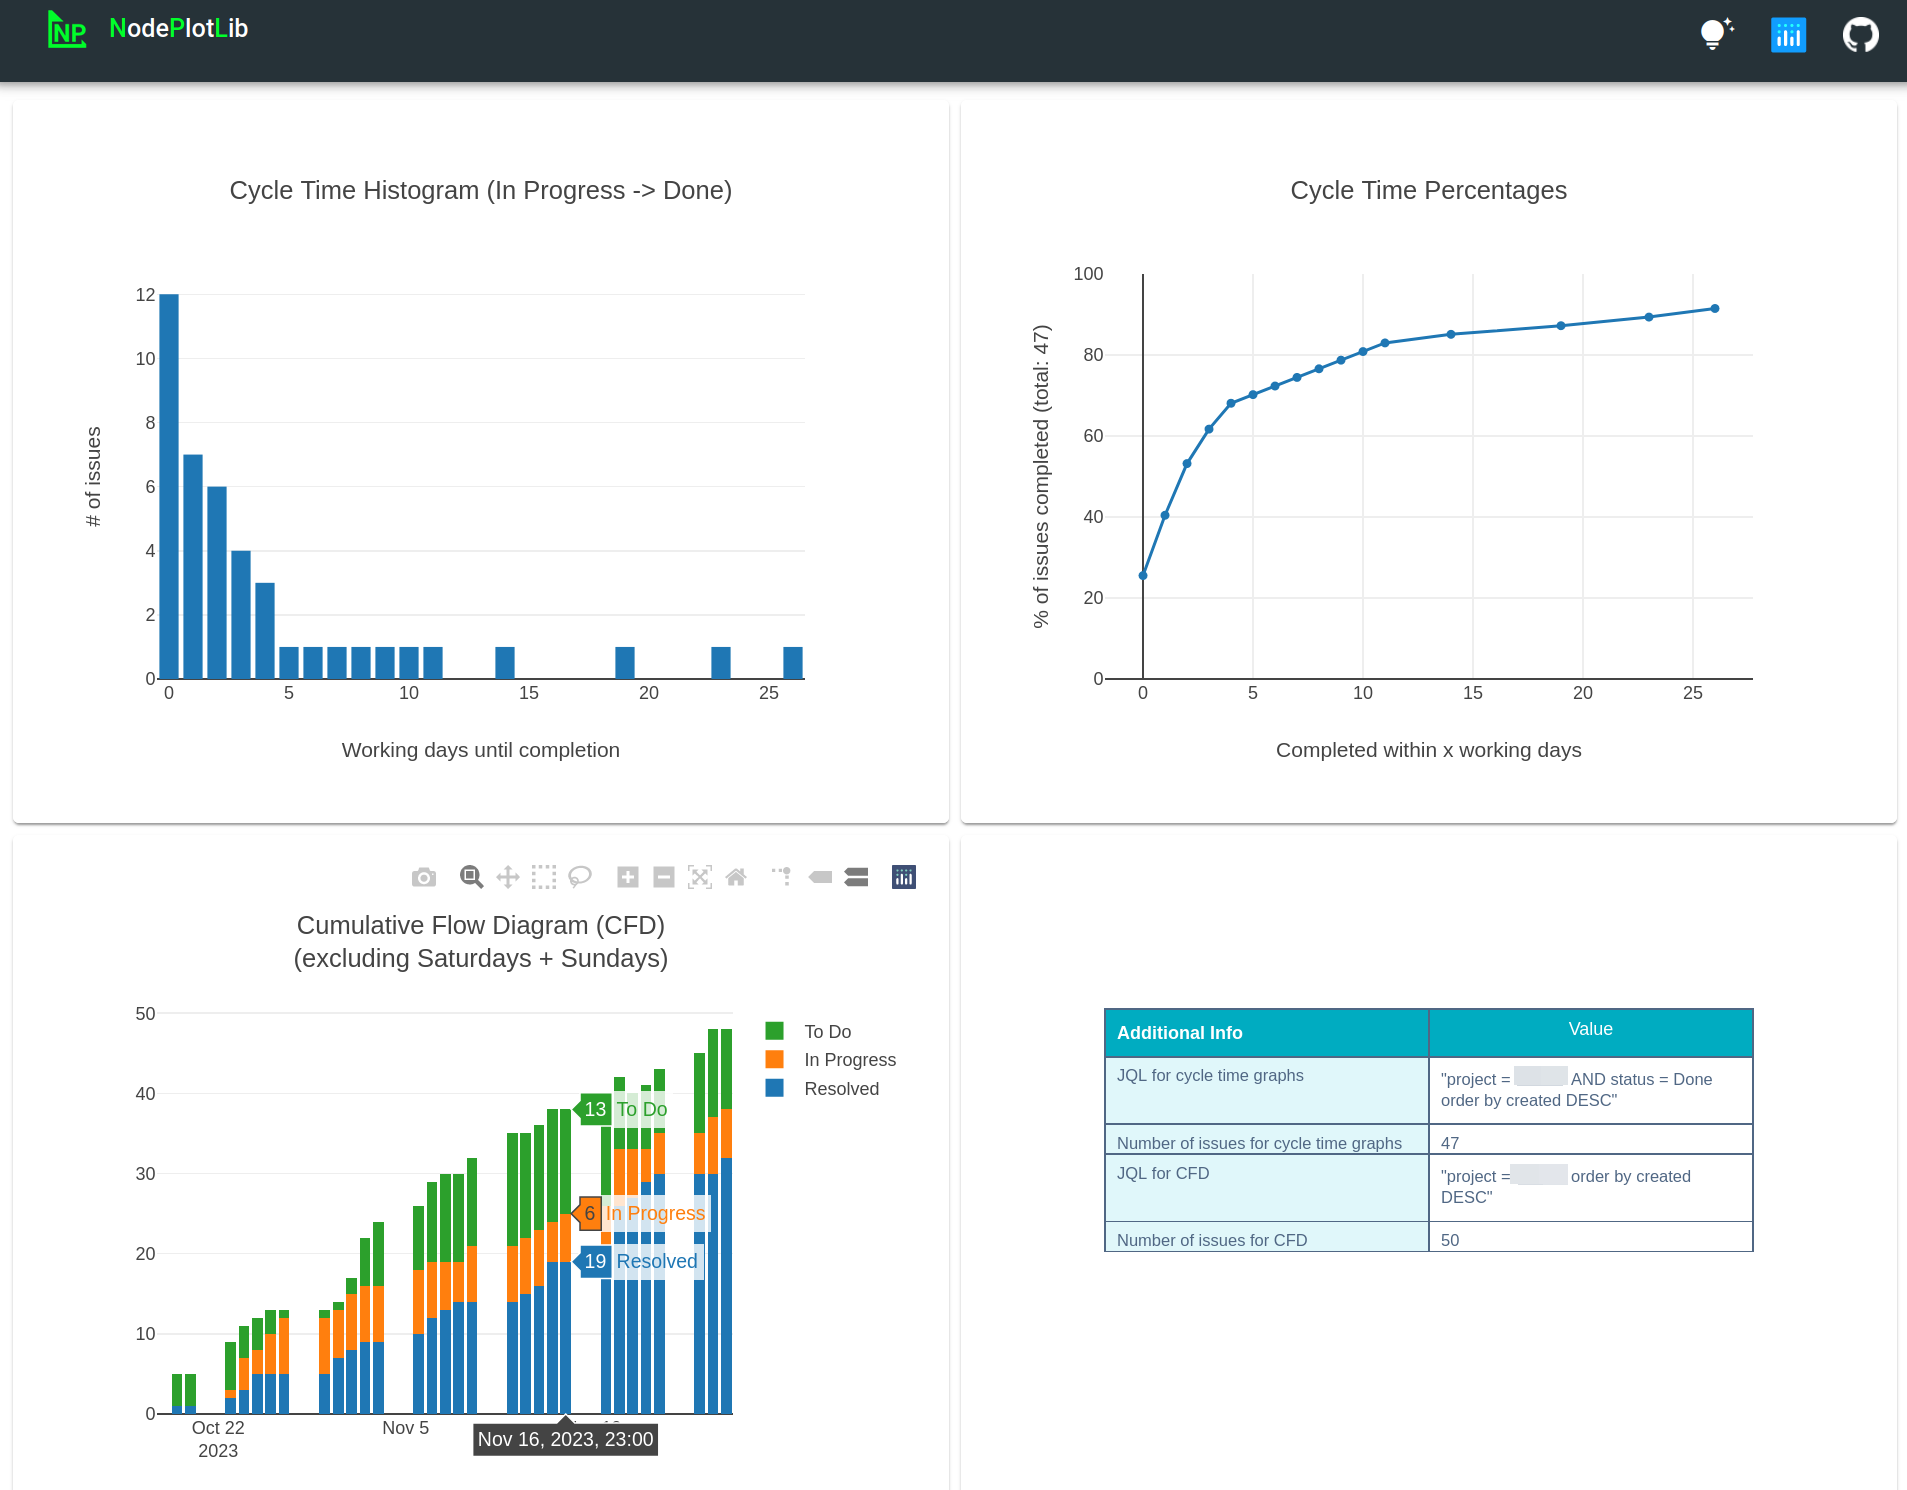 NP NodePlotLib
Cycle Time Histogram (In Progress -> Done)
# of issues
12
10
8
6
4
2
0
0 5 10 15 20 25
Working days until completion
Cycle Time Percentages
% of issues completed (total: 47)
100
80
60
40
20
0
0 5 10 15 20 25
Completed within x working days
Cumulative Flow Diagram (CFD)
(excluding Saturdays + Sundays)
50
40
30
20
10
0
To Do
In Progress
Resolved
13 To Do
6 In Progress
19 Resolved
Oct 22
2023
Nov 5
Nov 16, 2023, 23:00
Additional Info Value
JQL for cycle time graphs
"project = AND status = Done
order by created DESC"
Number of issues for cycle time graphs 47
JQL for CFD
"project = order by created
DESC"
Number of issues for CFD 50